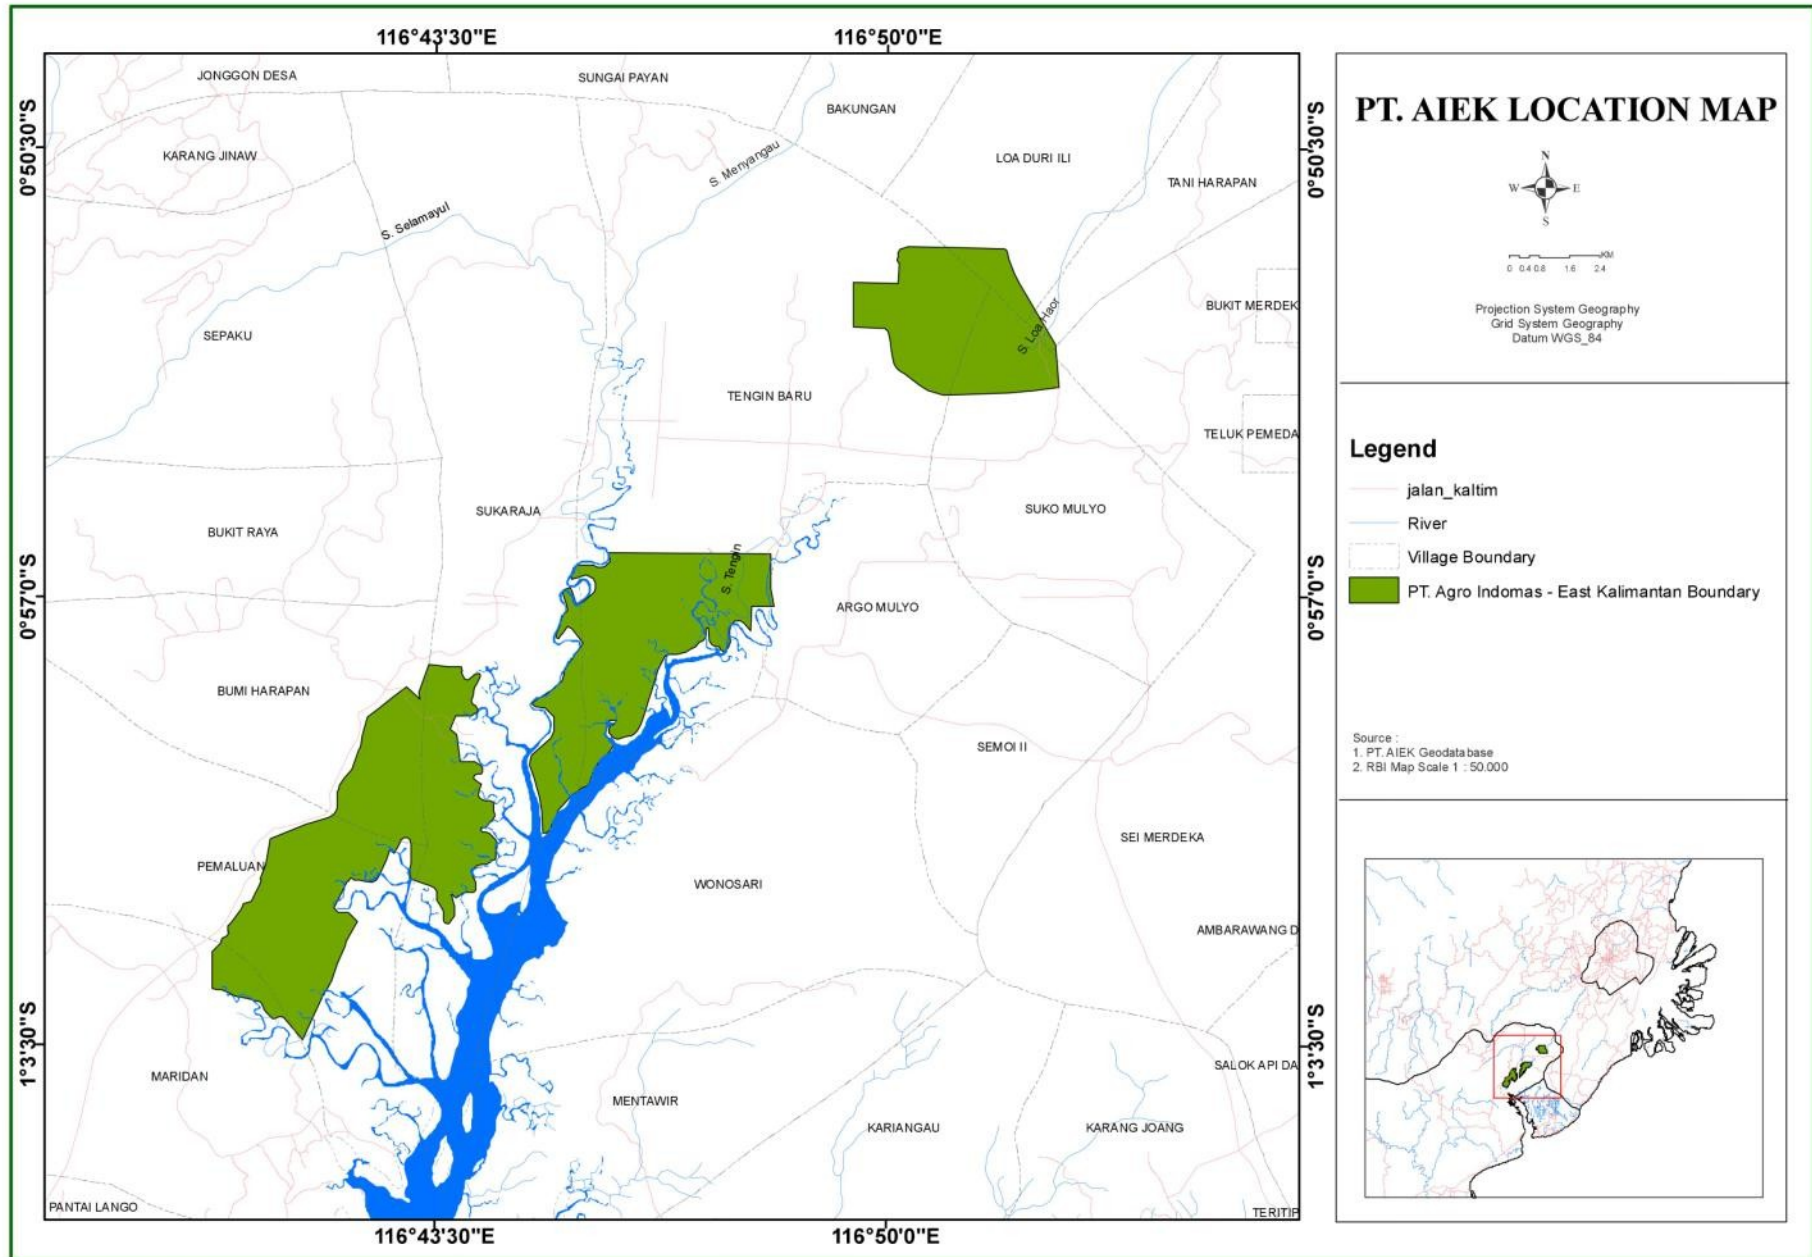 116°43'30"E
116°50'0"E
0°50'30"S
0°50'30"S
JONGGON DESA
SUNGAI PAYAN
BAKUNGAN
KARANG JINAW
LOA DURI ILI
TANI HARAPAN
S. Menyangau
S. Selamayul
BUKIT MERDEK
SEPAKU
S. Loa Haor
TENGIN BARU
TELUK PEMEDA
SUKARAJA
SUKO MULYO
BUKIT RAYA
S. Tengin
0°57'0"S
0°57'0"S
ARGO MULYO
BUMI HARAPAN
SEMOI II
SEI MERDEKA
PEMALUAN
WONOSARI
AMBARAWANG D
1°3'30"S
1°3'30"S
SALOK API DA
MARIDAN
MENTAWIR
KARIANGAU
KARANG JOANG
PANTAI LANGO
TERITIP
116°43'30"E
116°50'0"E
PT. AIEK LOCATION MAP
N
W E
S
KM
0 0.4 0.8 1.6 2.4
Projection System Geography
Grid System Geography
Datum WGS_84
Legend
jalan_kaltim
River
Village Boundary
PT. Agro Indomas - East Kalimantan Boundary
Source :
1. PT. AIEK Geodatabase
2. RBI Map Scale 1 : 50.000